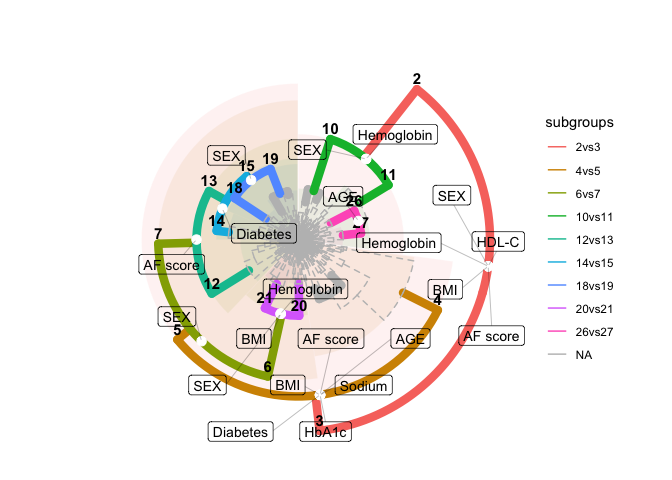 2
10
Hemoglobin
SEX
15
SEX
19
11
13
18
AGE
26
SEX
14
27
7
Diabetes
Hemoglobin
HDL-C
AF score
12
Hemoglobin
BMI
21
20
4
SEX
5
BMI
AF score
AGE
AF score
6
SEX
BMI
Sodium
3
Diabetes
HbA1c
subgroups
2vs3
4vs5
6vs7
10vs11
12vs13
14vs15
18vs19
20vs21
26vs27
NA